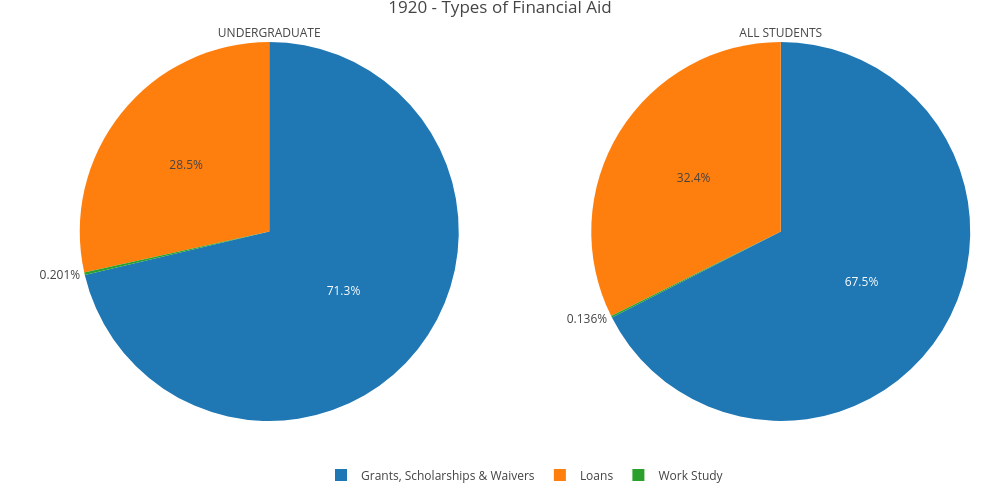 1920 - Types of Financial Aid
UNDERGRADUATE
28.5%
0.201%
71.3%
ALL STUDENTS
32.4%
0.136%
67.5%
Grants, Scholarships & Waivers
Loans
Work Study